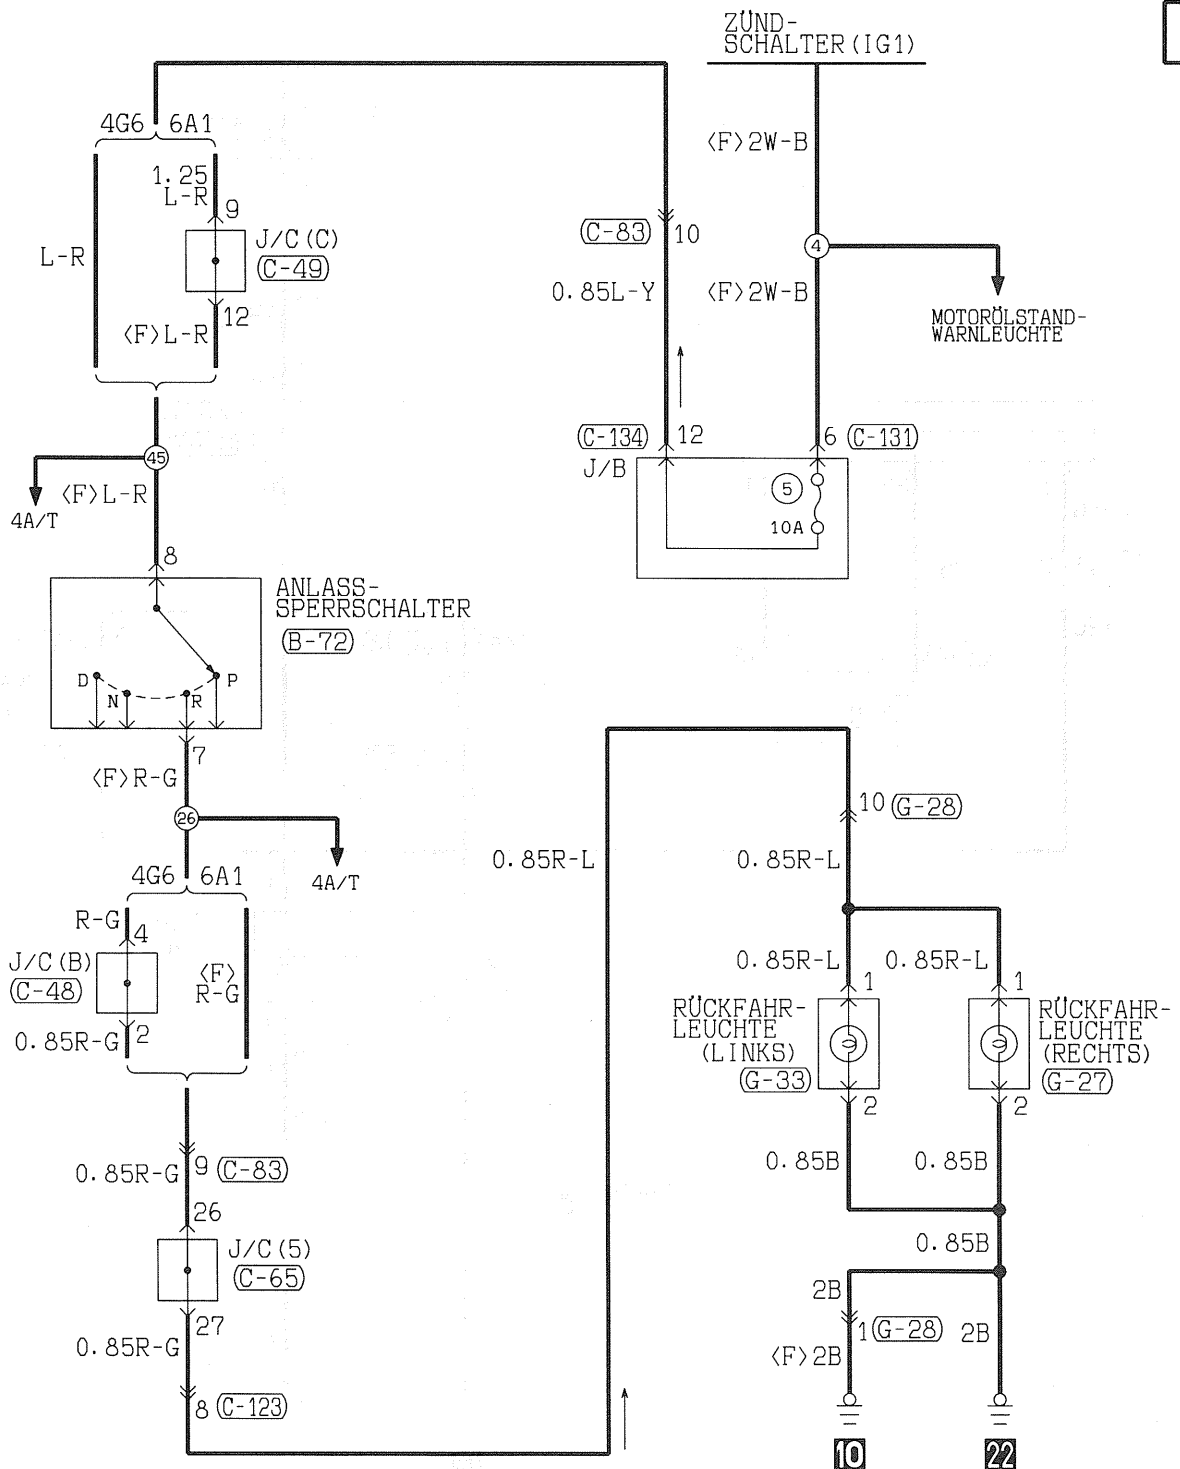 ZÜND-
SCHALTER(IG1)
4G6 6A1
<F>2W-B
1.25
L-R
9
J/C(C)
(C-49)
L-R
(C-83)
10
4
0.85L-Y
<F>2W-B
12
<F>L-R
MOTORÖLSTAND-
WARNLEUCHTE
(C-134)
12
6
(C-131)
J/B
45
<F>L-R
5
4A/T
10A
8
ANLASS-
SPERRSCHALTER
(B-72)
D
N
R
P
7
<F>R-G
26
10
(G-28)
4A/T
0.85R-L
0.85R-L
4G6 6A1
R-G
4
J/C(B)
(C-48)
<F>
R-G
0.85R-L
0.85R-L
1
1
RÜCKFAHR-
LEUCHTE
(LINKS)
(G-33)
RÜCKFAHR-
LEUCHTE
(RECHTS)
(G-27)
0.85R-G
2
2
2
0.85R-G
9
(C-83)
0.85B
0.85B
26
J/C(5)
(C-65)
0.85B
27
0.85R-G
2B
1
(G-28)
2B
<F>2B
8
(C-123)
10
22